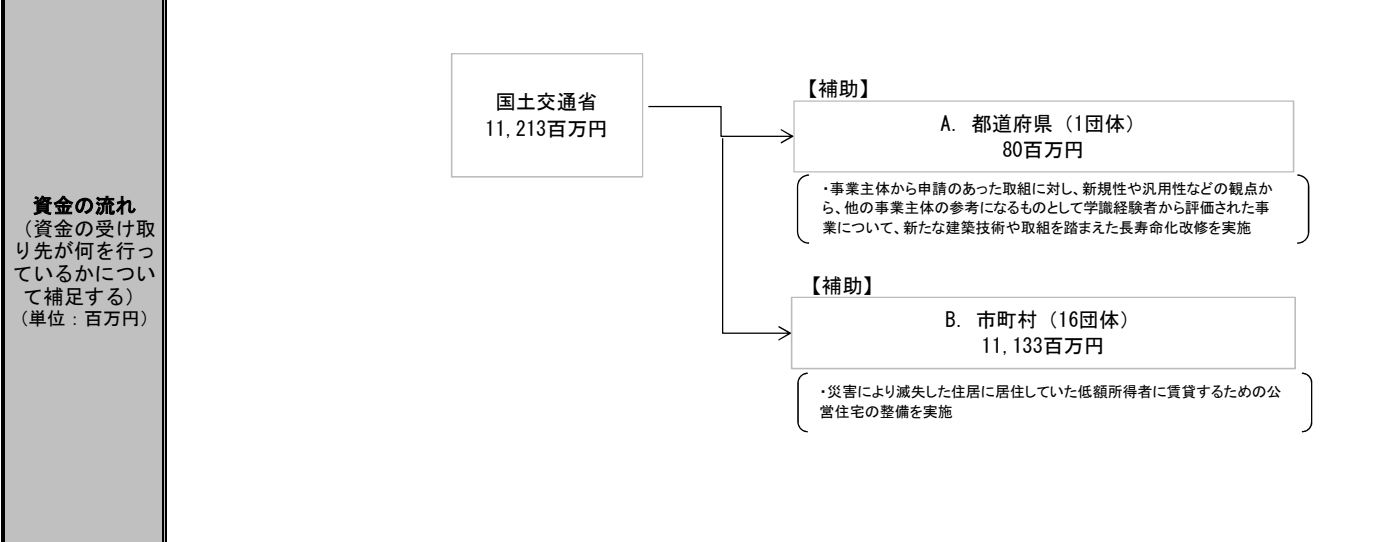 資金の流れ
（資金の受け取
り先が何を行っ
ているかについ
て補足する）
（単位：百万円）
国土交通省
11,213百万円
【補助】
A. 都道府県（1団体）
80百万円
・事業主体から申請のあった取組に対し、新規性や汎用性などの観点か
ら、他の事業主体の参考になるものとして学識経験者から評価された事
業について、新たな建築技術や取組を踏まえた長寿命化改修を実施
【補助】
B. 市町村（16団体）
11,133百万円
・災害により滅失した住居に居住していた低額所得者に賃貸するための公
営住宅の整備を実施